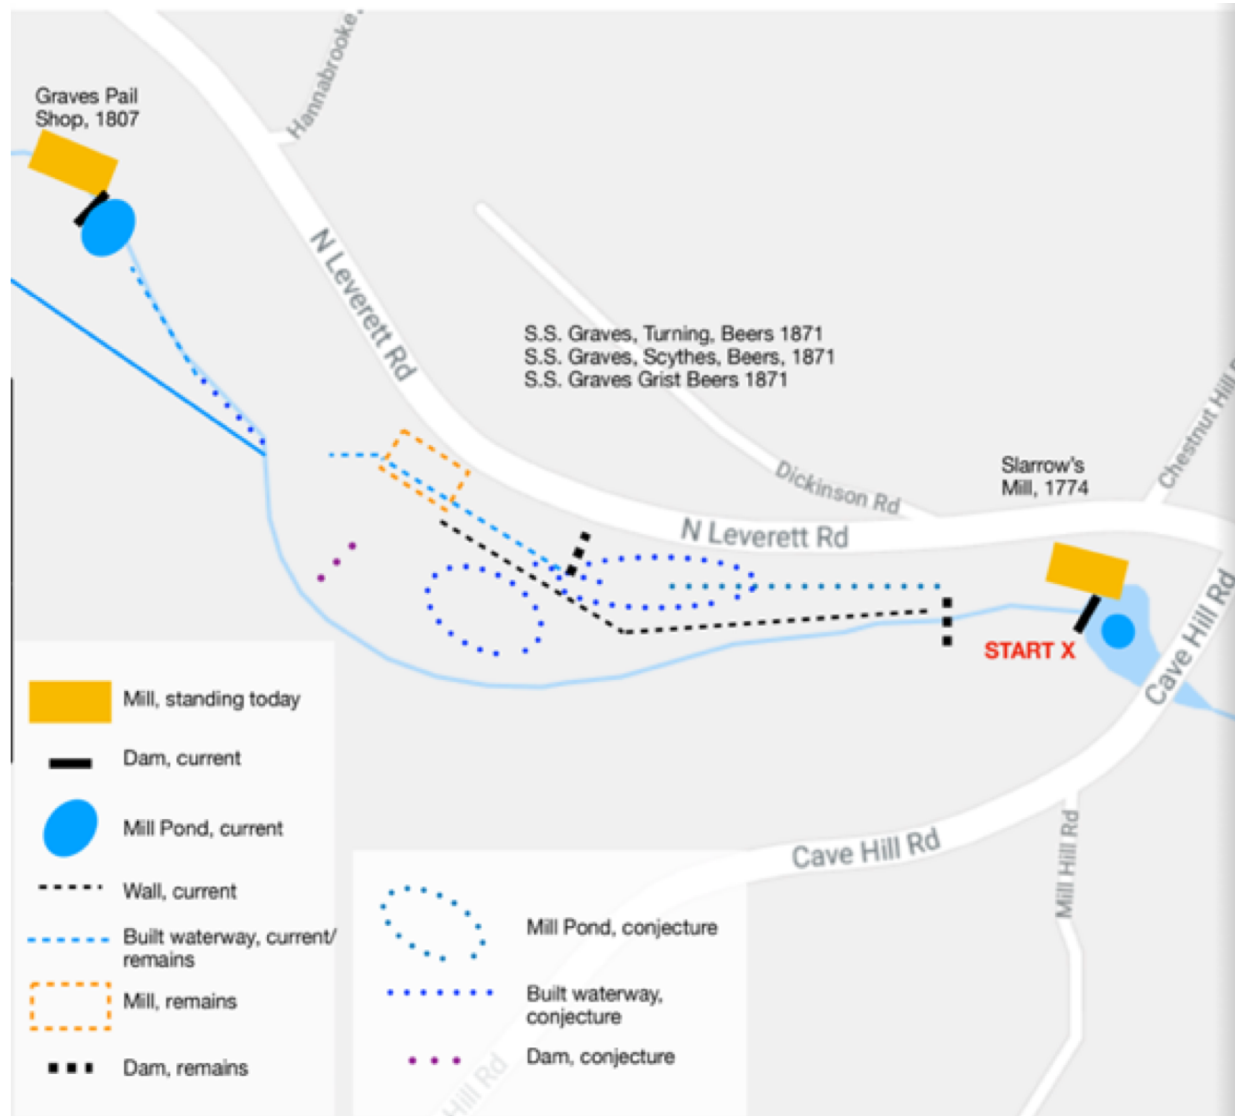 Graves Pail
Shop, 1807
Hannabrooke
N Leverett Rd
S.S. Graves, Turning, Beers 1871
S.S. Graves, Scythes, Beers, 1871
S.S. Graves Grist Beers 1871
Dickinson Rd
Slarrow's
Mill, 1774
Chestnut Hill
N Leverett Rd
START X
Cave Hill Rd
Cave Hill Rd
Mill Hill Rd
Hill Rd
Mill, standing today
Dam, current
Mill Pond, current
Wall, current
Built waterway, current/
remains
Mill, remains
Dam, remains
Mill Pond, conjecture
Built waterway,
conjecture
Dam, conjecture